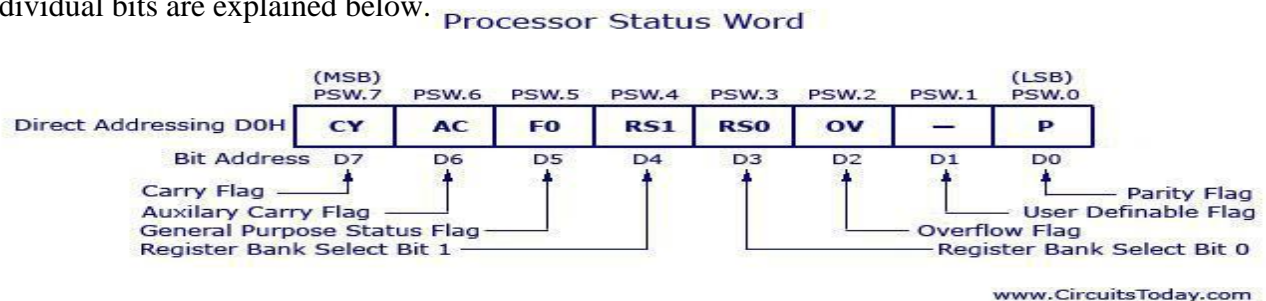 dividual bits are explained below.
Processor Status Word
(MSB) (LSB)
PSW.7 PSW.6 PSW.5 PSW.4 PSW.3 PSW.2 PSW.1 PSW.0
Direct Addressing D0H CY AC F0 RS1 RS0 OV — P
Bit Address D7 D6 D5 D4 D3 D2 D1 D0
Carry Flag Parity Flag
Auxilary Carry Flag User Definable Flag
General Purpose Status Flag Overflow Flag
Register Bank Select Bit 1 Register Bank Select Bit 0
www.CircuitsToday.com